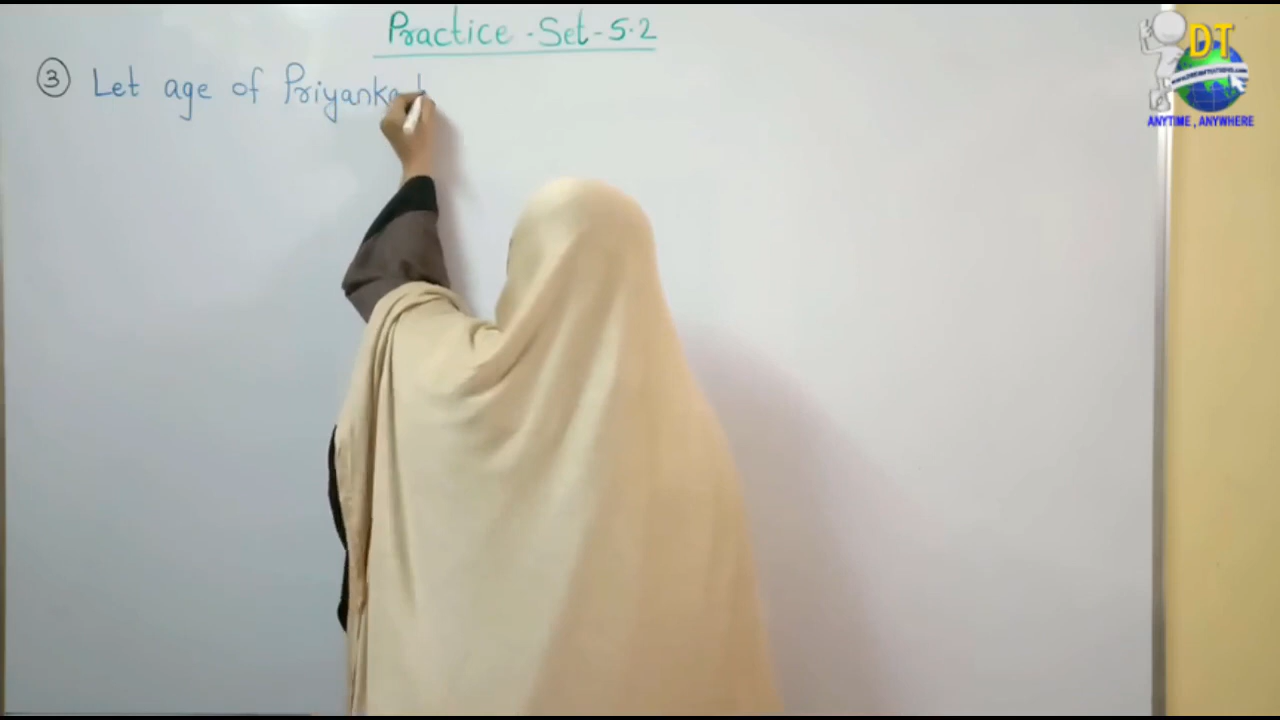 Practice - Set - 5.2
③ Let age of Priyanka
DT
ANYTIME , ANYWHERE